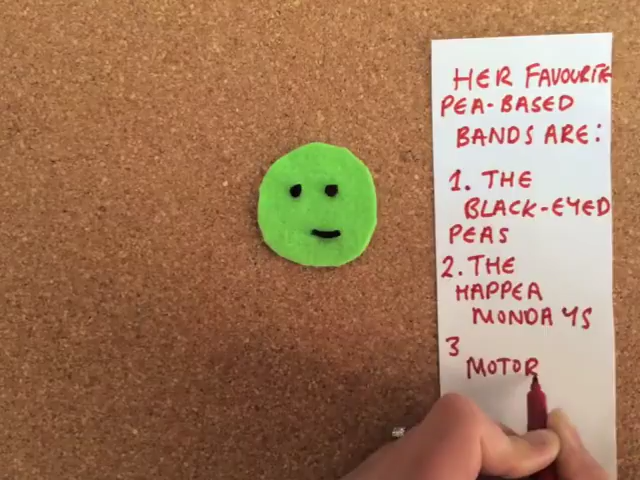 HER FAVOURITE
PEA-BASED
BANDS ARE:
1. THE
BLACK-EYED
PEAS
2. THE
HAPPEA
MONDAYS
3
MOTOR